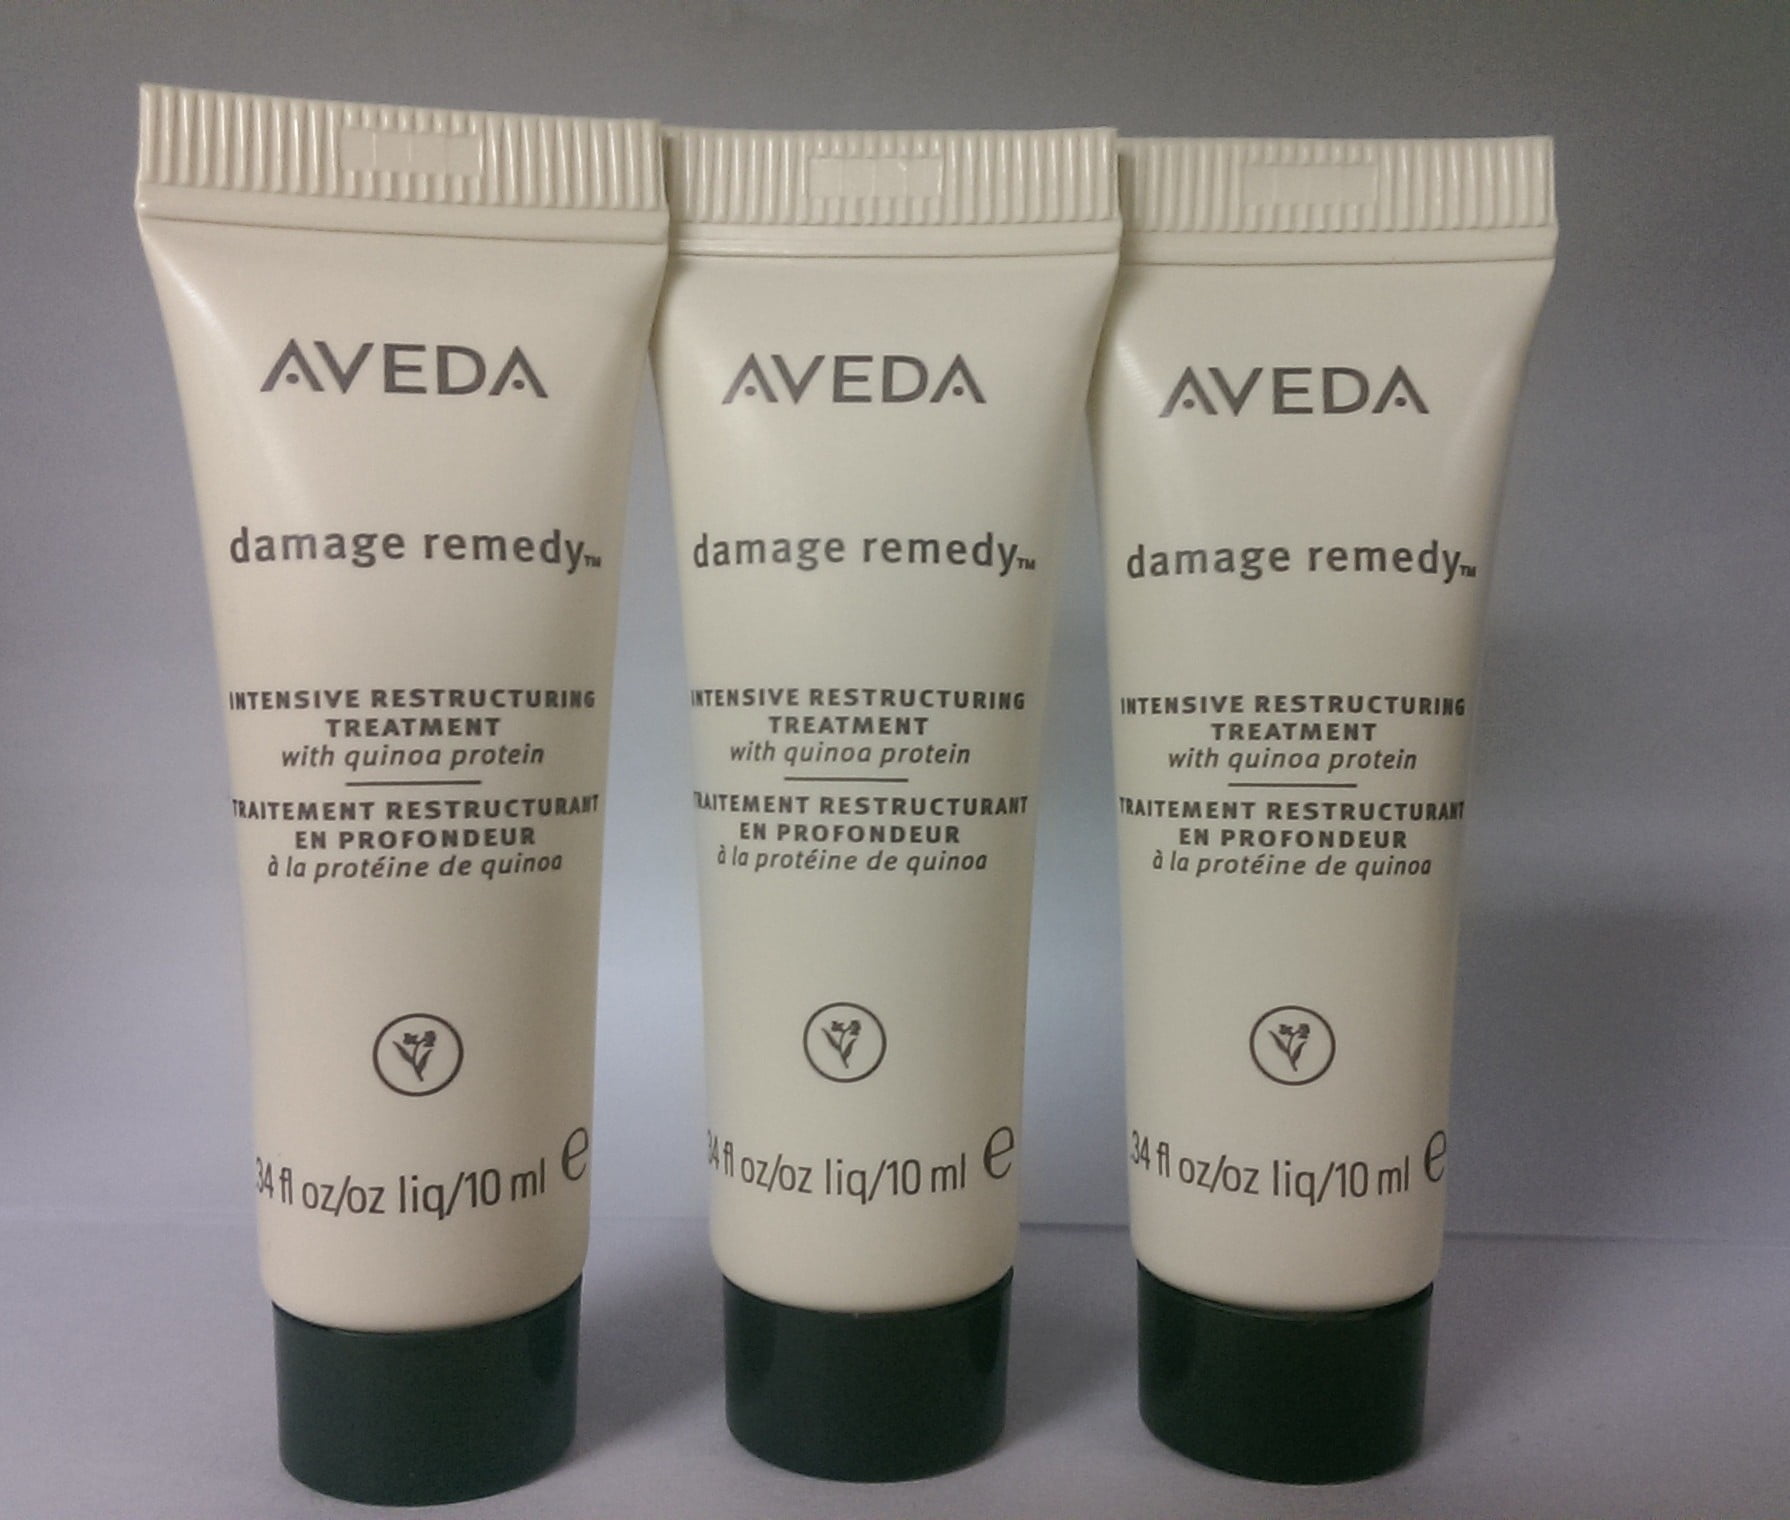 AVEDA
damage remedy™
INTENSIVE RESTRUCTURING
TREATMENT
with quinoa protein
TRAITEMENT RESTRUCTURANT
EN PROFONDEUR
à la protéine de quinoa
.34 fl oz/oz liq/10 ml e
AVEDA
damage remedy™
INTENSIVE RESTRUCTURING
TREATMENT
with quinoa protein
TRAITEMENT RESTRUCTURANT
EN PROFONDEUR
à la protéine de quinoa
34 fl oz/oz liq/10 ml e
AVEDA
damage remedy™
INTENSIVE RESTRUCTURING
TREATMENT
with quinoa protein
TRAITEMENT RESTRUCTURANT
EN PROFONDEUR
à la protéine de quinoa
.34 fl oz/oz liq/10 ml e